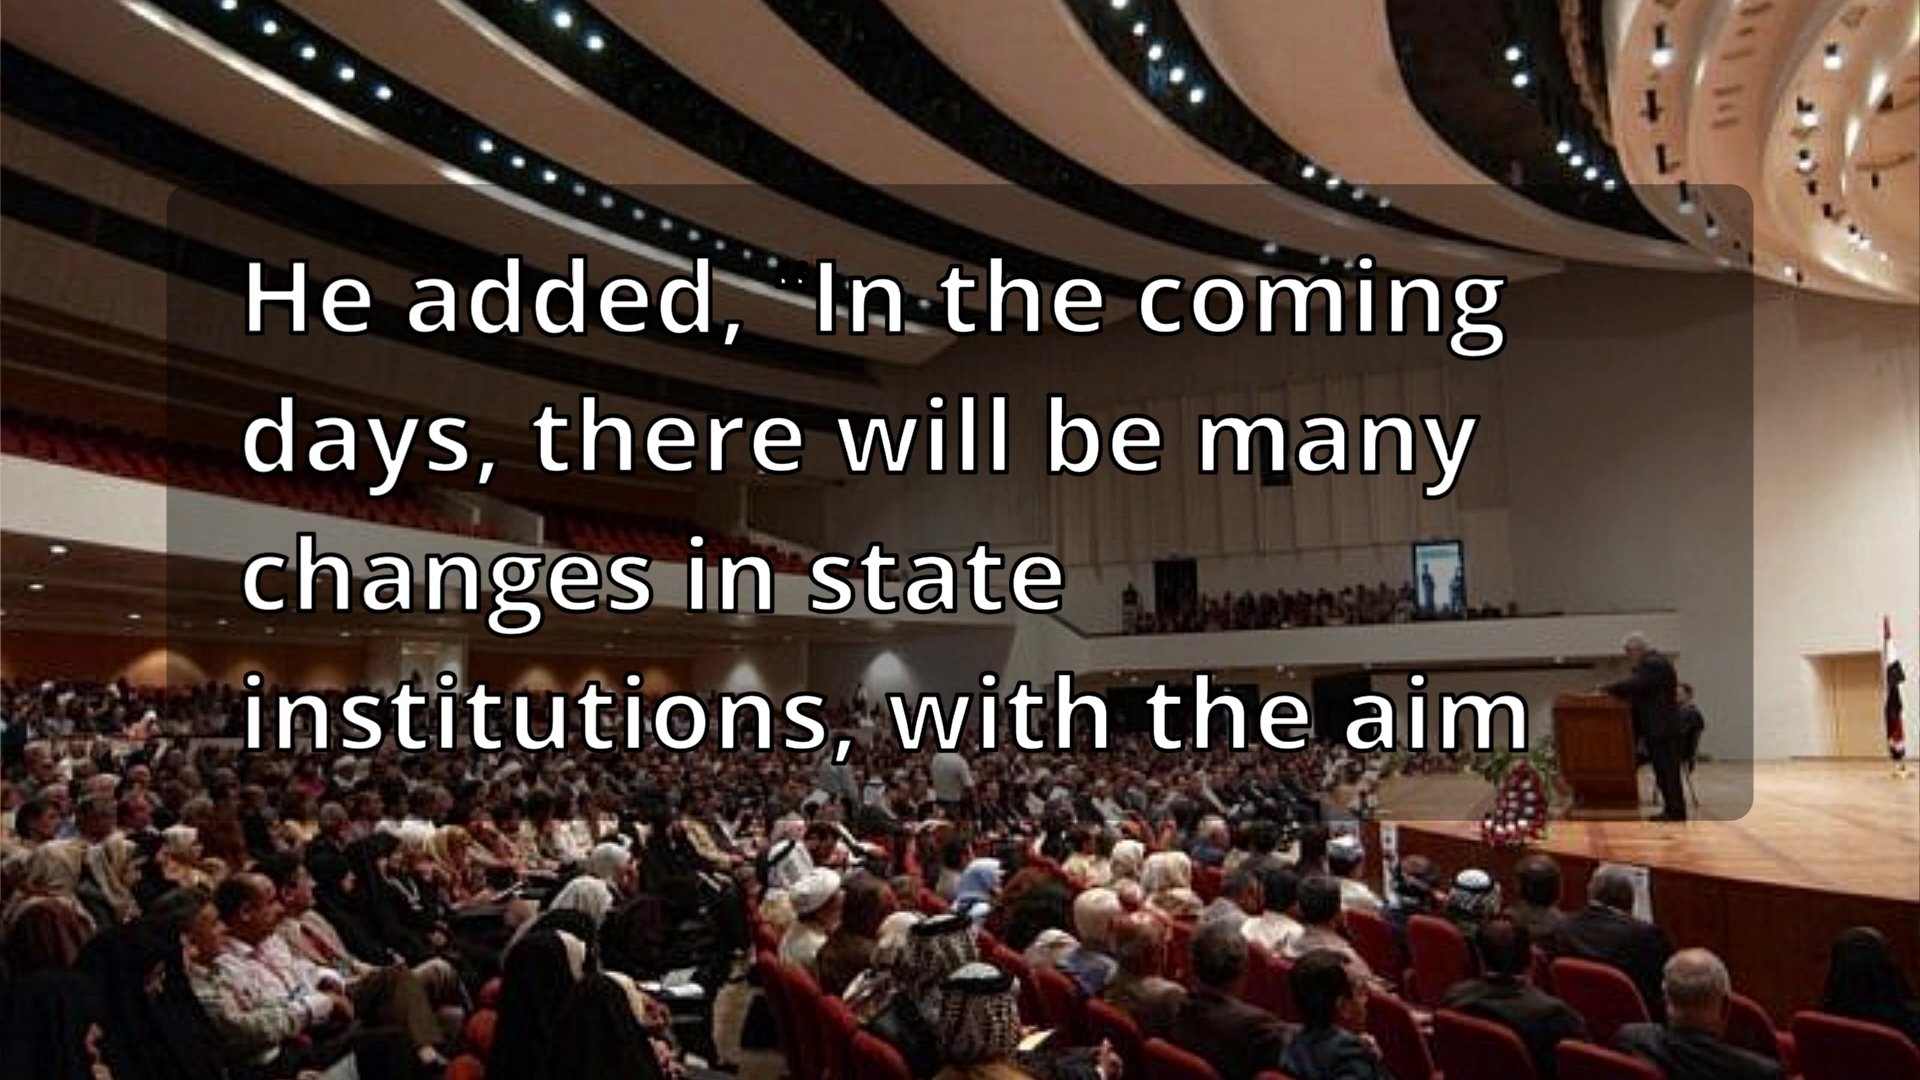 He added, "In the coming
days, there will be many
changes in state
institutions, with the aim